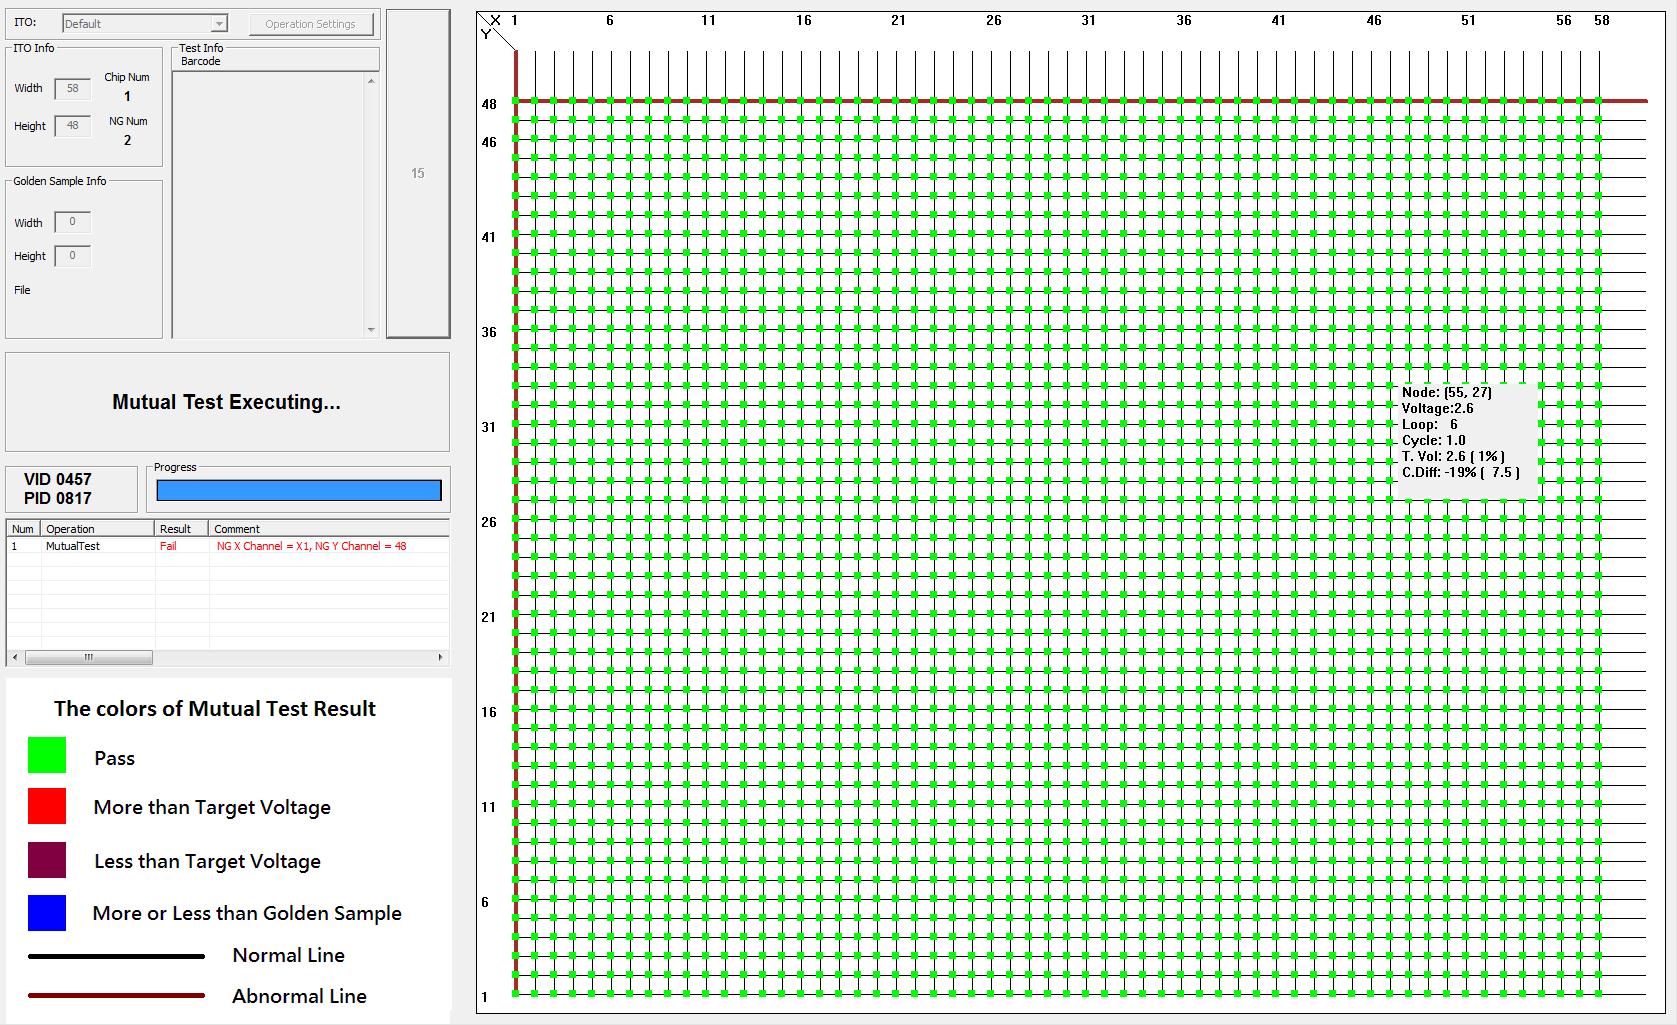 ITO:
Default
Operation Settings
ITO Info
Width
58
Chip Num
1
Height
48
NG Num
2
Test Info
Barcode
15
Golden Sample Info
Width
0
Height
0
File
Mutual Test Executing...
VID 0457
PID 0817
Progress
Num Operation Result Comment
1 MutualTest Fail NG X Channel = X1, NG Y Channel = 48
The colors of Mutual Test Result
Pass
More than Target Voltage
Less than Target Voltage
More or Less than Golden Sample
Normal Line
Abnormal Line
X 1 6 11 16 21 26 31 36 41 46 51 56 58
Y
48
46
41
36
31
26
21
16
11
6
1
Node: (55, 27)
Voltage:2.6
Loop: 6
Cycle: 1.0
T. Vol: 2.6 ( 1% )
C.Diff: -19% ( 7.5 )